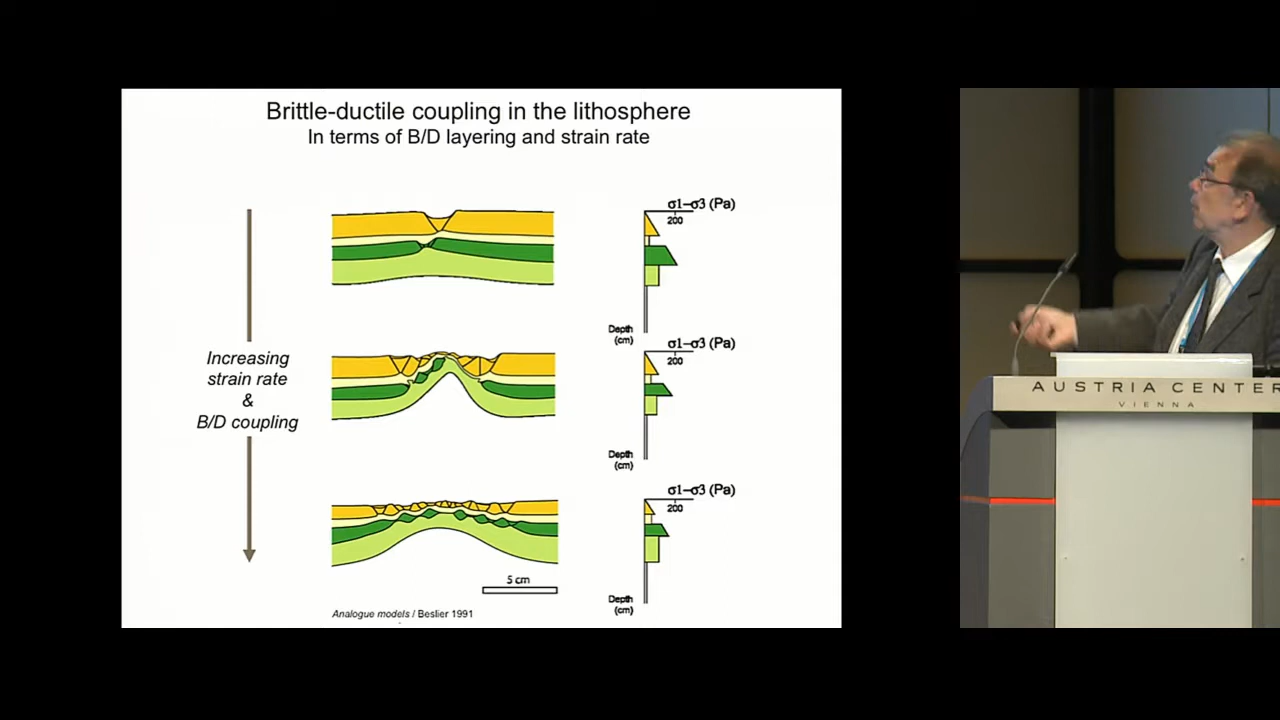 Brittle-ductile coupling in the lithosphere
In terms of B/D layering and strain rate
σ1–σ3 (Pa)
200
Depth
(cm)
Increasing
strain rate
&
B/D coupling
σ1–σ3 (Pa)
200
Depth
(cm)
σ1–σ3 (Pa)
200
5 cm
Depth
(cm)
Analogue models / Beslier 1991
AUSTRIA CENTER
VIENNA